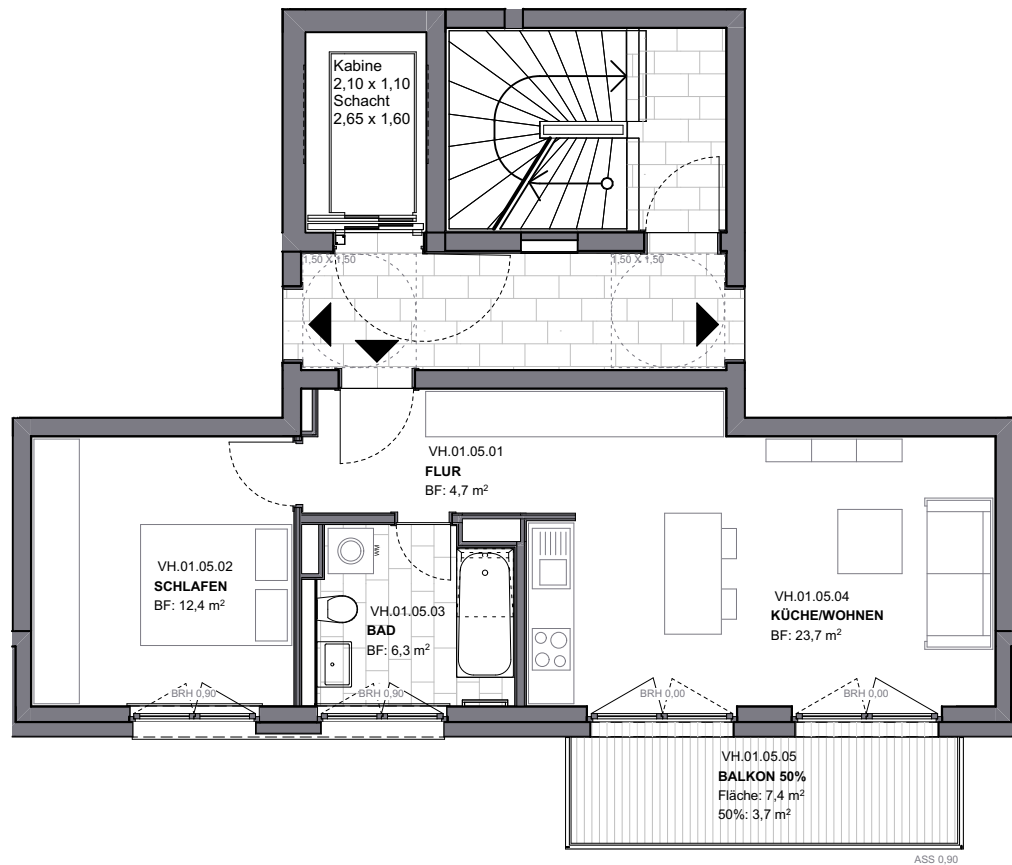 Kabine
2,10 x 1,10
Schacht
2,65 x 1,60
1,50 X 1,50
1,50 X 1,50
VH.01.05.01
FLUR
BF: 4,7 m²
VH.01.05.02
SCHLAFEN
BF: 12,4 m²
WM
VH.01.05.03
BAD
BF: 6,3 m²
VH.01.05.04
KÜCHE/WOHNEN
BF: 23,7 m²
BRH 0,90
BRH 0,90
BRH 0,00
BRH 0,00
VH.01.05.05
BALKON 50%
Fläche: 7,4 m²
50%: 3,7 m²
ASS 0,90